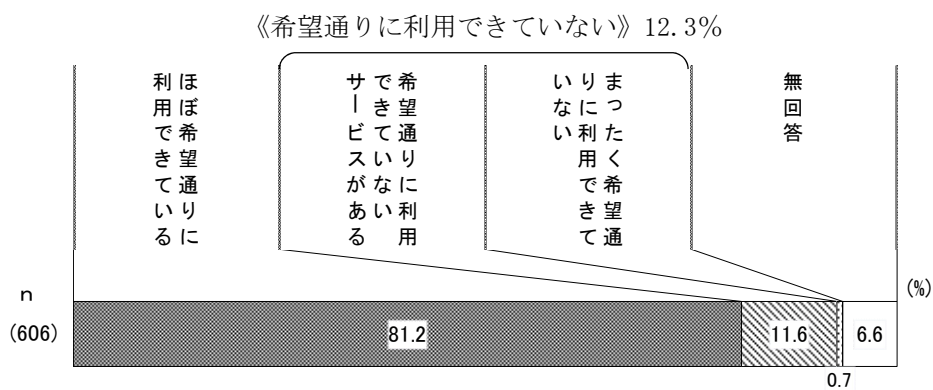 《希望通りに利用できていない》12.3%
ほぼ希望通りに
利用できている
希望通りに利用
できていない
サービスがある
まったく希望通
りに利用できて
いない
無回答
(%)
n
(606)
81.2
11.6
0.7
6.6